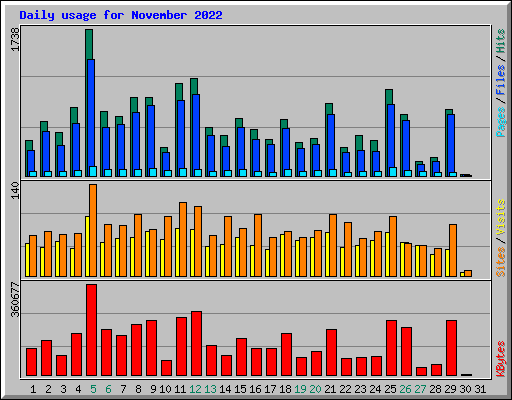 Daily usage for November 2022
1738
Pages / Files / Hits
140
Sites / Visits
360677
KBytes
1 2 3 4 5 6 7 8 9 10 11 12 13 14 15 16 17 18 19 20 21 22 23 24 25 26 27 28 29 30 31